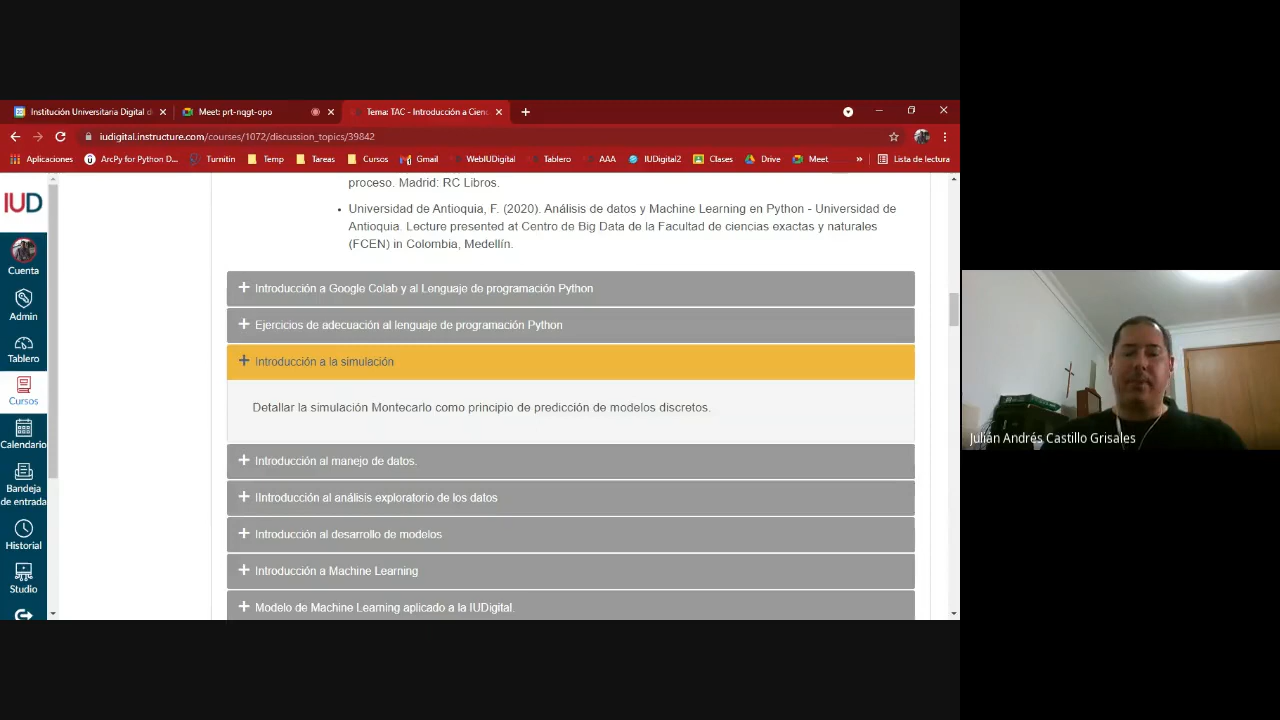 Institución Universitaria Digital d
Meet: prt-nqgt-opo
Tema: TAC - Introducción a Cienc
iudigital.instructure.com/courses/1072/discussion_topics/39842
Aplicaciones
ArcPy for Python D...
Turnitin
Temp
Tareas
Cursos
Gmail
WebIUDigital
Tablero
AAA
IUDigital2
Clases
Drive
Meet
»
Lista de lectura
IUD
Cuenta
Admin
Tablero
Cursos
Calendario
Bandeja
de entrada
Historial
Studio
proceso. Madrid: RC Libros.
• Universidad de Antioquia, F. (2020). Análisis de datos y Machine Learning en Python - Universidad de
Antioquia. Lecture presented at Centro de Big Data de la Facultad de ciencias exactas y naturales
(FCEN) in Colombia, Medellín.
Introducción a Google Colab y al Lenguaje de programación Python
Ejercicios de adecuación al lenguaje de programación Python
Introducción a la simulación
Detallar la simulación Montecarlo como principio de predicción de modelos discretos.
Introducción al manejo de datos.
IIntroducción al análisis exploratorio de los datos
Introducción al desarrollo de modelos
Introducción a Machine Learning
Modelo de Machine Learning aplicado a la IUDigital.
Julián Andrés Castillo Grisales